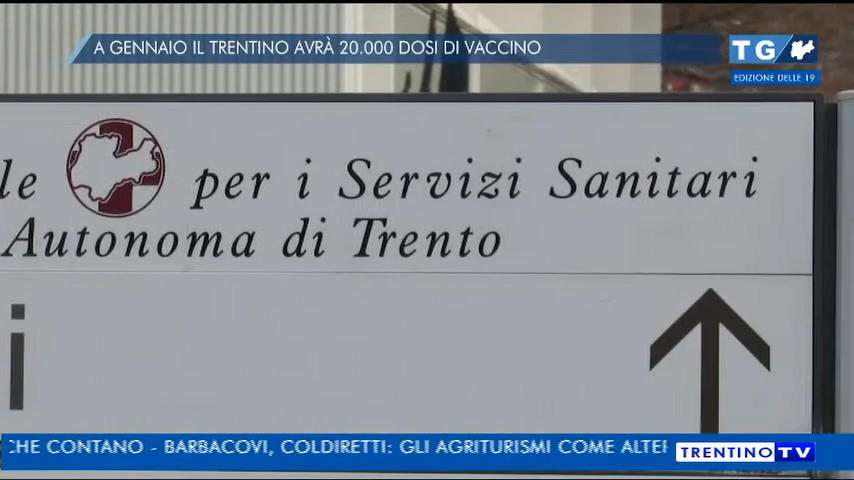 A GENNAIO IL TRENTINO AVRÀ 20.000 DOSI DI VACCINO
TG
EDIZIONE DELLE 19
le per i Servizi Sanitari
Autonoma di Trento
i
CHE CONTANO - BARBACOVI, COLDIRETTI: GLI AGRITURISMI COME ALTER
TRENTINO TV